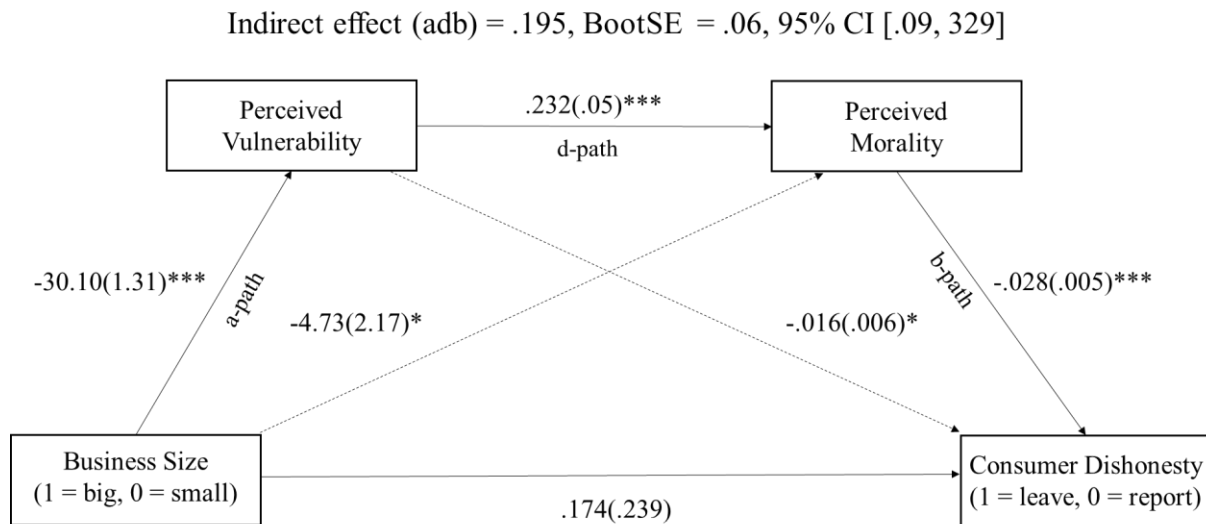 Indirect effect (adb) = .195, BootSE = .06, 95% CI [.09, 329]
Perceived
Vulnerability
.232(.05)***
d-path
Perceived
Morality
-30.10(1.31)***
a-path
-4.73(2.17)*
-.016(.006)*
b-path
-.028(.005)***
Business Size
(1 = big, 0 = small)
.174(.239)
Consumer Dishonesty
(1 = leave, 0 = report)